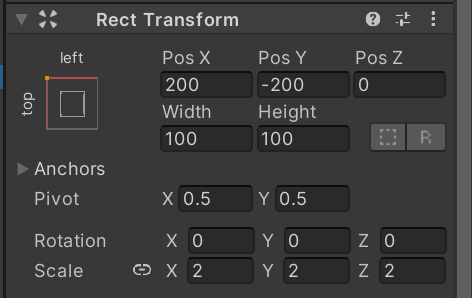 Rect Transform
left
top
Pos X Pos Y Pos Z
200 -200 0
Width Height
100 100 R
Anchors
Pivot X 0.5 Y 0.5
Rotation X 0 Y 0 Z 0
Scale X 2 Y 2 Z 2